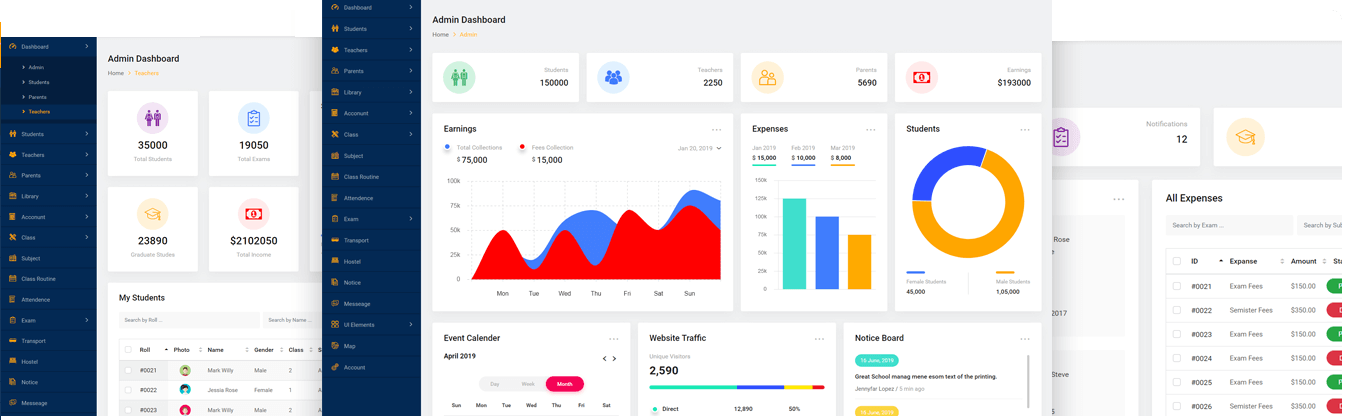 Dashboard
Admin
Students
Parents
Teachers
Students
Teachers
Parents
Library
Acconunt
Class
Subject
Class Routine
Attendence
Exam
Transport
Hostel
Notice
Messeage
Admin Dashboard
Home > Teachers
35000
Total Students
19050
Total Exams
23890
Graduate Studes
$2102050
Total Income
My Students
Search by Roll ...
Search by Name ...
Roll Photo Name Gender Class
#0021 Mark Willy Male 2
#0022 Jessia Rose Female 1
#0023 Mark Willy Male 2
Dashboard
Students
Teachers
Parents
Library
Acconunt
Class
Subject
Class Routine
Attendence
Exam
Transport
Hostel
Notice
Messeage
UI Elements
Map
Account
Admin Dashboard
Home > Admin
Students
150000
Teachers
2250
Parents
5690
Earnings
$193000
Earnings
Total Collections
$ 75,000
Fees Collection
$ 15,000
Jan 20, 2019
100k
75k
50k
25k
0
Mon Tue Wed Thu Fri Sat Sun
Expenses
Jan 2019
$ 15,000
Feb 2019
$ 10,000
Mar 2019
$ 8,000
150k
125k
100k
75k
50k
25k
0
Students
Female Students
45,000
Male Students
1,05,000
Event Calender
April 2019
Day Week Month
Sun Mon Tue Wed Thu Fri Sat
Website Traffic
Unique Visitors
2,590
Direct 12,890 50%
Notice Board
16 June, 2019
Great School manag mene esom text of the printing.
Jennyfar Lopez / 5 min ago
16 June, 2019
Notifications
12
Rose
2017
Steve
All Expenses
Search by Exam ...
Search by Sub
ID Expanse Amount Sta
#0021 Exam Fees $150.00
#0022 Semister Fees $350.00
#0023 Exam Fees $150.00
#0024 Exam Fees $150.00
#0025 Exam Fees $150.00
#0026 Semister Fees $350.00